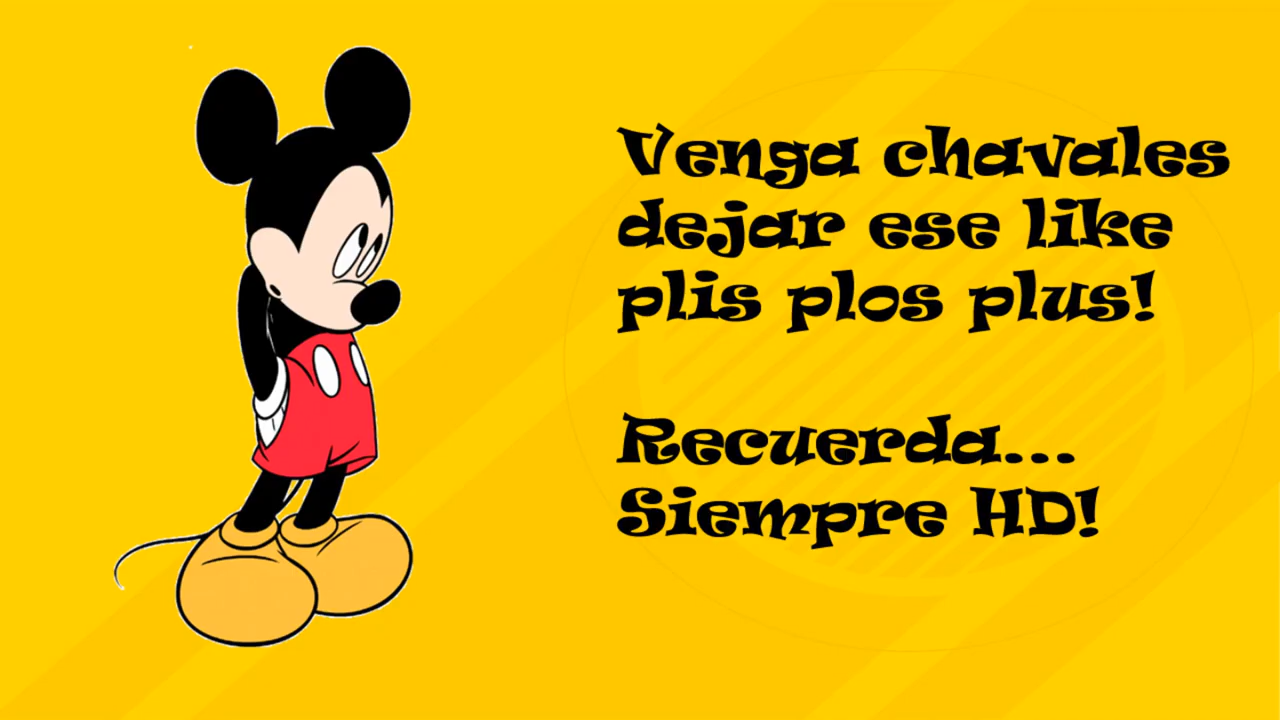 Venga chavales
dejar ese like
plis plos plus!
Recuerda...
Siempre HD!